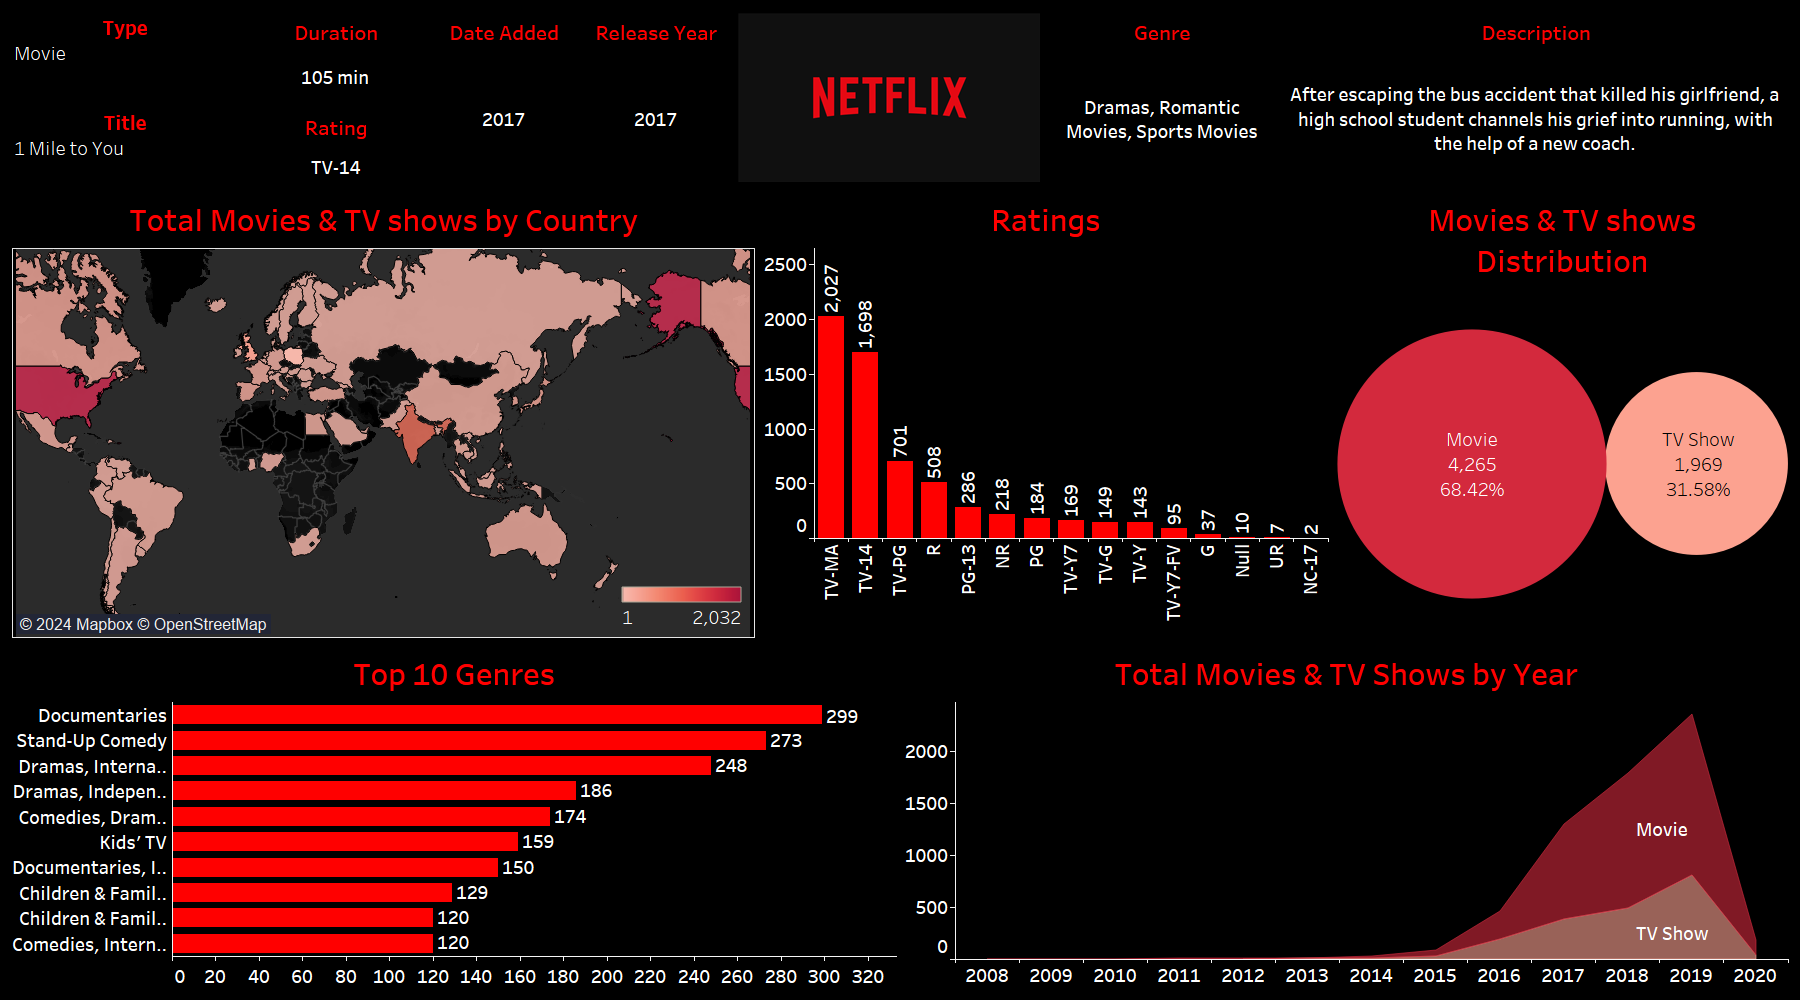 Type
Movie
Title
1 Mile to You
Duration
105 min
Rating
TV-14
Date Added
2017
Release Year
2017
NETFLIX
Genre
Dramas, Romantic
Movies, Sports Movies
Description
After escaping the bus accident that killed his girlfriend, a
high school student channels his grief into running, with
the help of a new coach.
Total Movies & TV shows by Country
1
2,032
© 2024 Mapbox © OpenStreetMap
Ratings
2500
2000
1500
1000
500
0
2,027
1,698
701
508
286
218
184
169
149
143
95
37
10
7
2
TV-MA
TV-14
TV-PG
R
PG-13
NR
PG
TV-Y7
TV-G
TV-Y
TV-Y7-FV
G
Null
UR
NC-17
Movies & TV shows
Distribution
Movie
4,265
68.42%
TV Show
1,969
31.58%
Top 10 Genres
Documentaries 299
Stand-Up Comedy 273
Dramas, Interna.. 248
Dramas, Indepen.. 186
Comedies, Dram.. 174
Kids' TV 159
Documentaries, I.. 150
Children & Famil.. 129
Children & Famil.. 120
Comedies, Intern.. 120
0 20 40 60 80 100 120 140 160 180 200 220 240 260 280 300 320
Total Movies & TV Shows by Year
2000
1500
1000
500
0
Movie
TV Show
2008 2009 2010 2011 2012 2013 2014 2015 2016 2017 2018 2019 2020